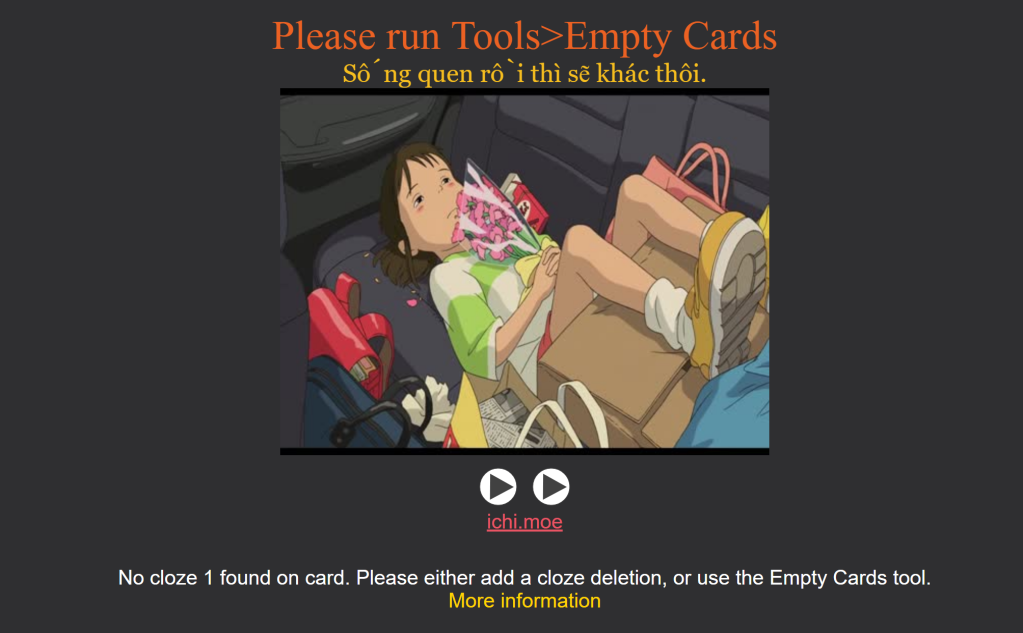 Please run Tools>Empty Cards
Sống quen rồi thì sẽ khác thôi.
ichi.moe
No cloze 1 found on card. Please either add a cloze deletion, or use the Empty Cards tool.
More information